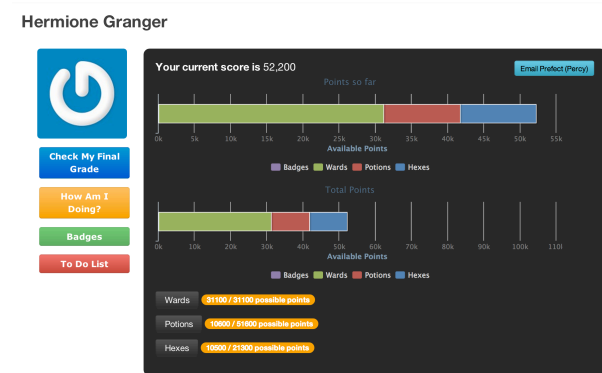 Hermione Granger
Your current score is 52,200
Email Prefect (Percy)
Points so far
0k 5k 10k 15k 20k 25k 30k 35k 40k 45k 50k 55k
Available Points
Badges Wards Potions Hexes
Check My Final
Grade
How Am I
Doing?
Badges
To Do List
Total Points
0k 10k 20k 30k 40k 50k 60k 70k 80k 90k 100k
Available Points
Badges Wards Potions Hexes
Wards 31100 / 31100 possible points
Potions 10600 / 51600 possible points
Hexes 10500 / 21300 possible points